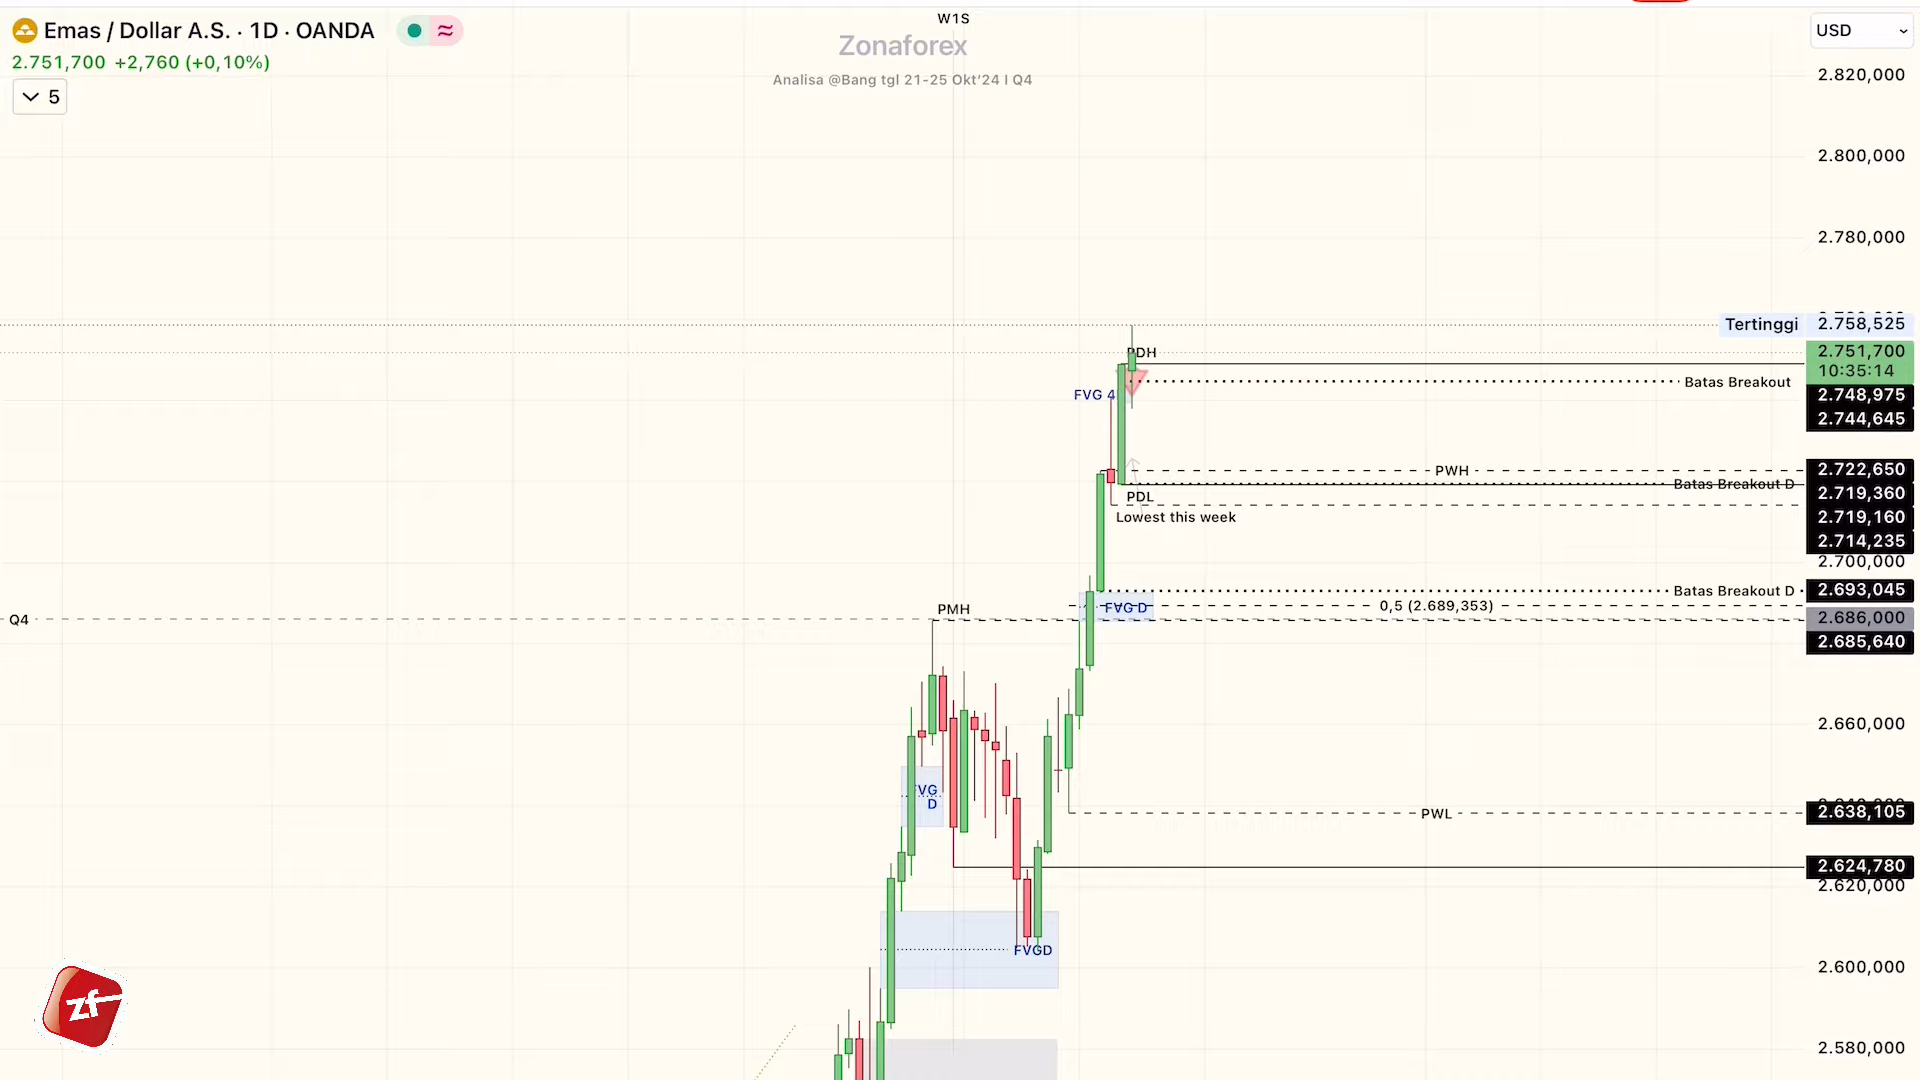 Emas / Dollar A.S. · 1D · OANDA
2.751,700 +2,760 (+0,10%)
5
W1S
Zonaforex
Analisa @Bang tgl 21-25 Okt'24 I Q4
USD
2.820,000
2.800,000
2.780,000
Tertinggi 2.758,525
PDH
2.751,700
10:35:14
Batas Breakout
FVG 4
2.748,975
2.744,645
PWH
2.722,650
Batas Breakout D
2.719,360
PDL
Lowest this week
2.719,160
2.714,235
2.700,000
Batas Breakout D
2.693,045
FVG D
0,5 (2.689,353)
PMH
Q4
2.686,000
2.685,640
2.660,000
FVG
D
PWL
2.638,105
2.624,780
2.620,000
FVGD
2.600,000
zf
2.580,000